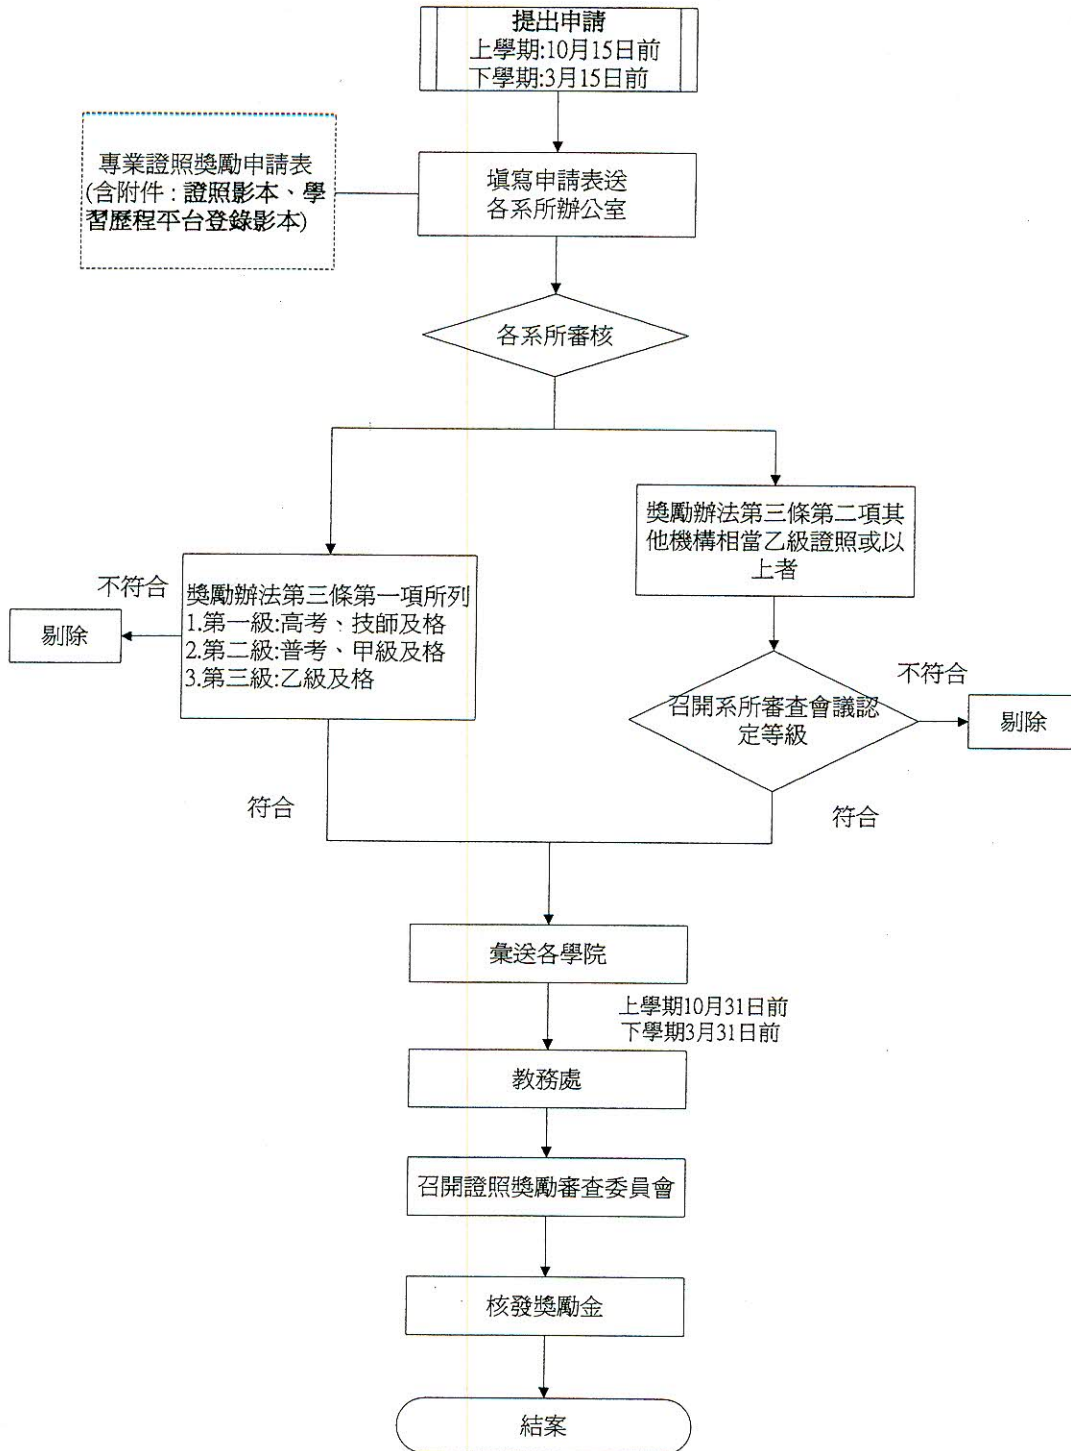 提出申請
上學期:10月15日前
下學期:3月15日前
專業證照獎勵申請表
(含附件：證照影本、學
習歷程平台登錄影本)
填寫申請表送
各系所辦公室
各系所審核
獎勵辦法第三條第二項其
他機構相當乙級證照或以
上者
不符合
剔除
獎勵辦法第三條第一項所列
1.第一級:高考、技師及格
2.第二級:普考、甲級及格
3.第三級:乙級及格
召開系所審查會議認
定等級
不符合
剔除
符合
符合
彙送各學院
上學期10月31日前
下學期3月31日前
教務處
召開證照獎勵審查委員會
核發獎勵金
結案